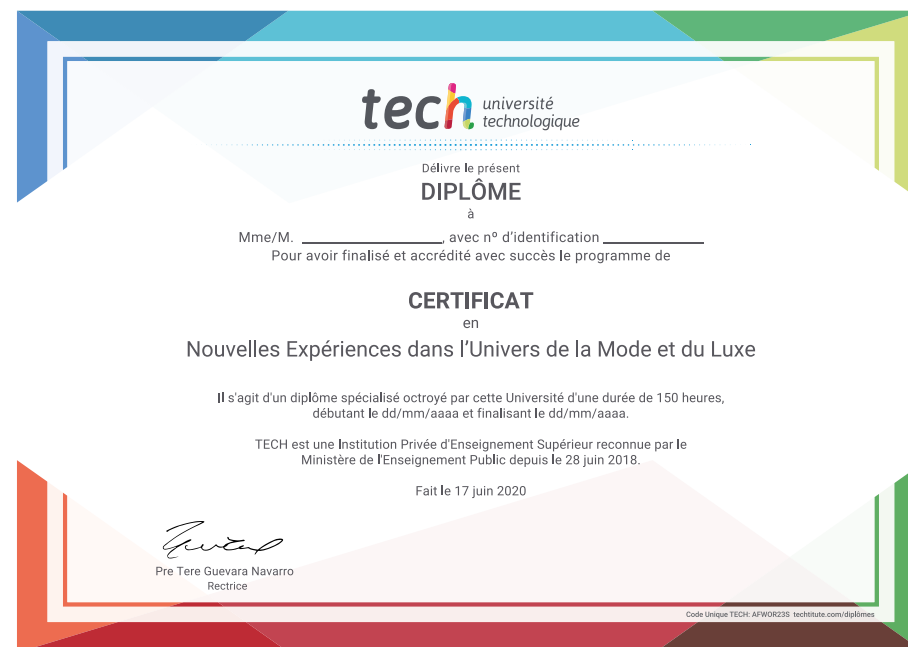 tech université
technologique
Délivre le présent
DIPLÔME
à
Mme/M. ____________________, avec nº d'identification ______________
Pour avoir finalisé et accrédité avec succès le programme de
CERTIFICAT
en
Nouvelles Expériences dans l'Univers de la Mode et du Luxe
Il s'agit d'un diplôme spécialisé octroyé par cette Université d'une durée de 150 heures,
débutant le dd/mm/aaaa et finalisant le dd/mm/aaaa.
TECH est une Institution Privée d'Enseignement Supérieur reconnue par le
Ministère de l'Enseignement Public depuis le 28 juin 2018.
Fait le 17 juin 2020
Pre Tere Guevara Navarro
Rectrice
Code Unique TECH: AFWOR23S techtitute.com/diplômes